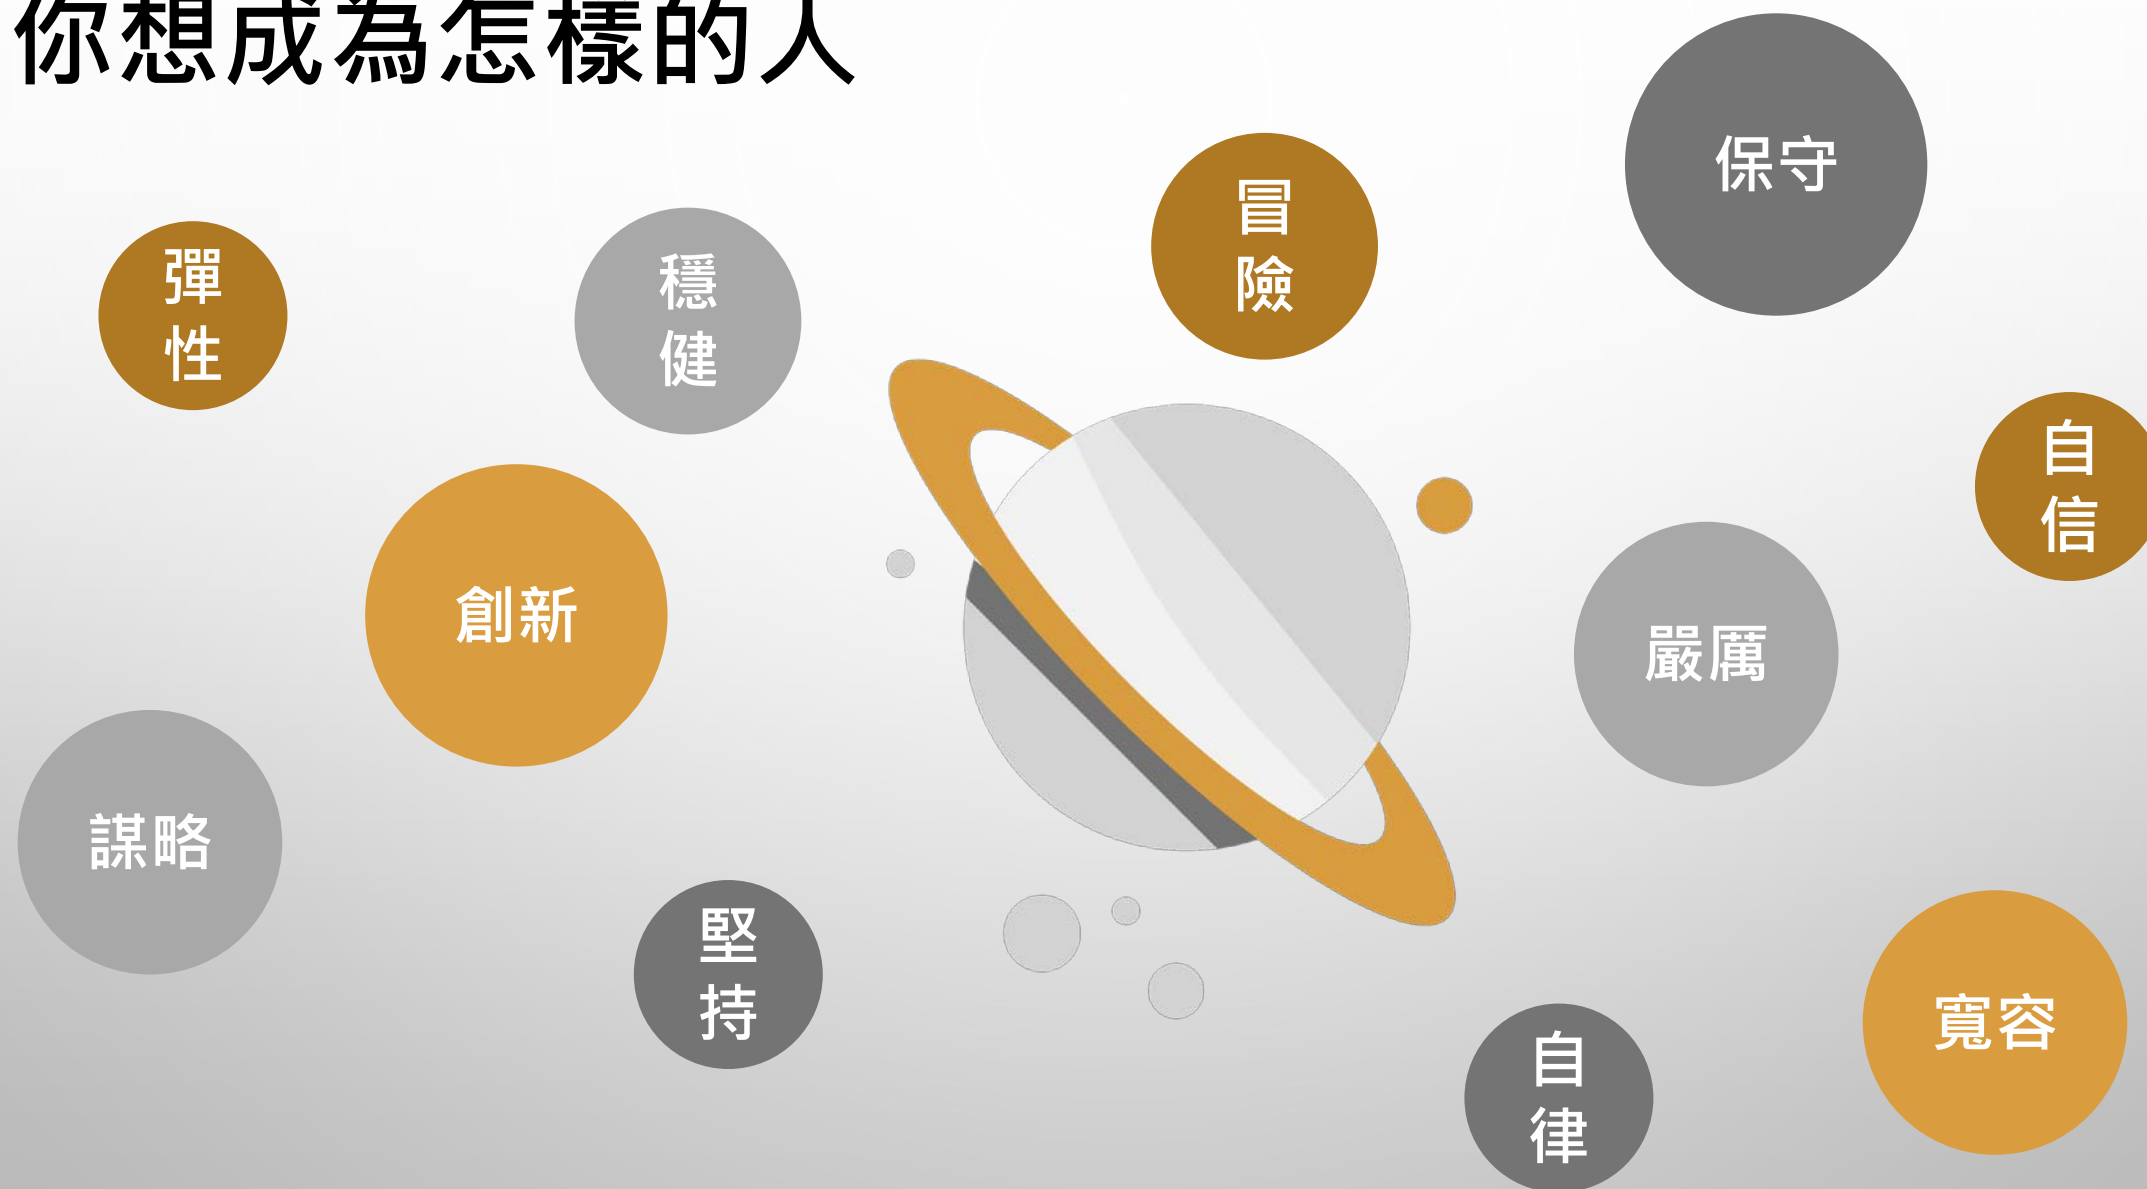 你想成為怎樣的人
保守
冒
險
彈
性
穩
健
自
信
創新
嚴厲
謀略
堅
持
寬容
自
律